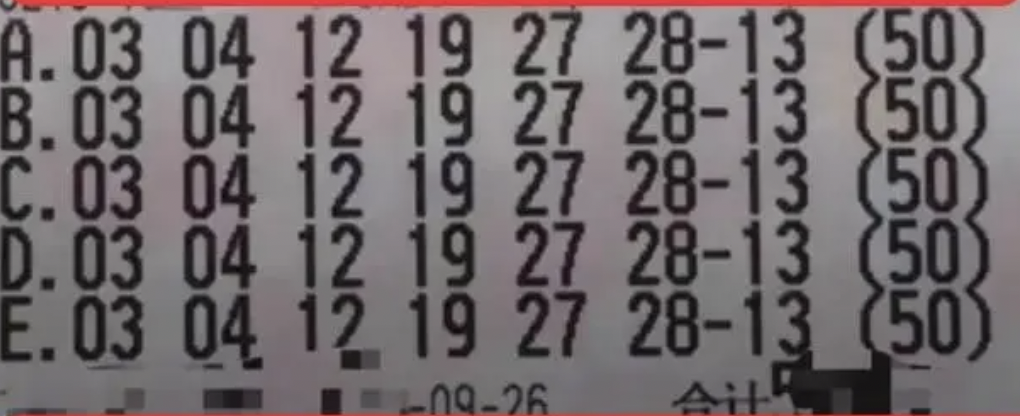 A.03 04 12 19 27 28-13 (50)
B.03 04 12 19 27 28-13 (50)
C.03 04 12 19 27 28-13 (50)
D.03 04 12 19 27 28-13 (50)
E.03 04 12 19 27 28-13 (50)
-09-26 合计